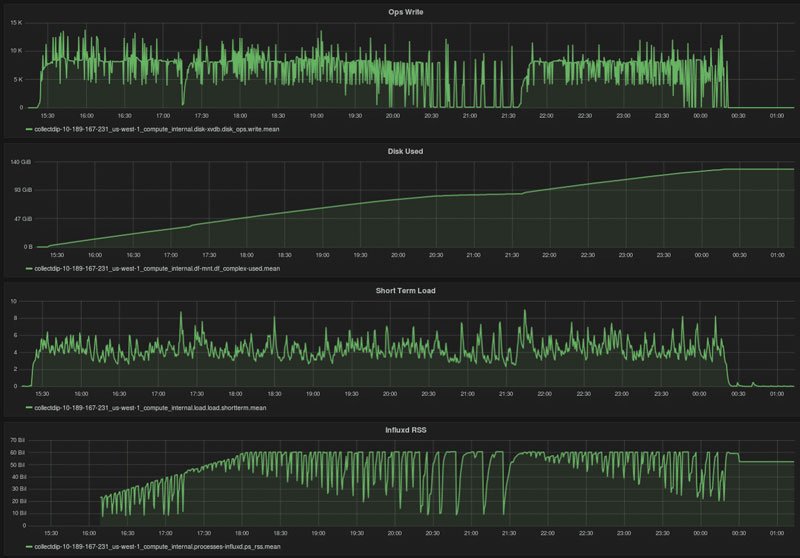 Ops Write
15 K
10 K
5 K
0
15:30 16:00 16:30 17:00 17:30 18:00 18:30 19:00 19:30 20:00 20:30 21:00 21:30 22:00 22:30 23:00 23:30 00:00 00:30 01:00
collectdip-10-189-167-231_us-west-1_compute_internal.disk-xvdb.disk_ops.write.mean
Disk Used
140 GiB
93 GiB
47 GiB
0 B
15:30 16:00 16:30 17:00 17:30 18:00 18:30 19:00 19:30 20:00 20:30 21:00 21:30 22:00 22:30 23:00 23:30 00:00 00:30 01:00
collectdip-10-189-167-231_us-west-1_compute_internal.df-mnt.df_complex-used.mean
Short Term Load
10
8
6
4
2
0
15:30 16:00 16:30 17:00 17:30 18:00 18:30 19:00 19:30 20:00 20:30 21:00 21:30 22:00 22:30 23:00 23:30 00:00 00:30 01:00
collectdip-10-189-167-231_us-west-1_compute_internal.load.load.shortterm.mean
Influxd RSS
70 Bil
60 Bil
50 Bil
40 Bil
30 Bil
20 Bil
10 Bil
0
15:30 16:00 16:30 17:00 17:30 18:00 18:30 19:00 19:30 20:00 20:30 21:00 21:30 22:00 22:30 23:00 23:30 00:00 00:30 01:00
collectdip-10-189-167-231_us-west-1_compute_internal.processes-influxd.ps_rss.mean